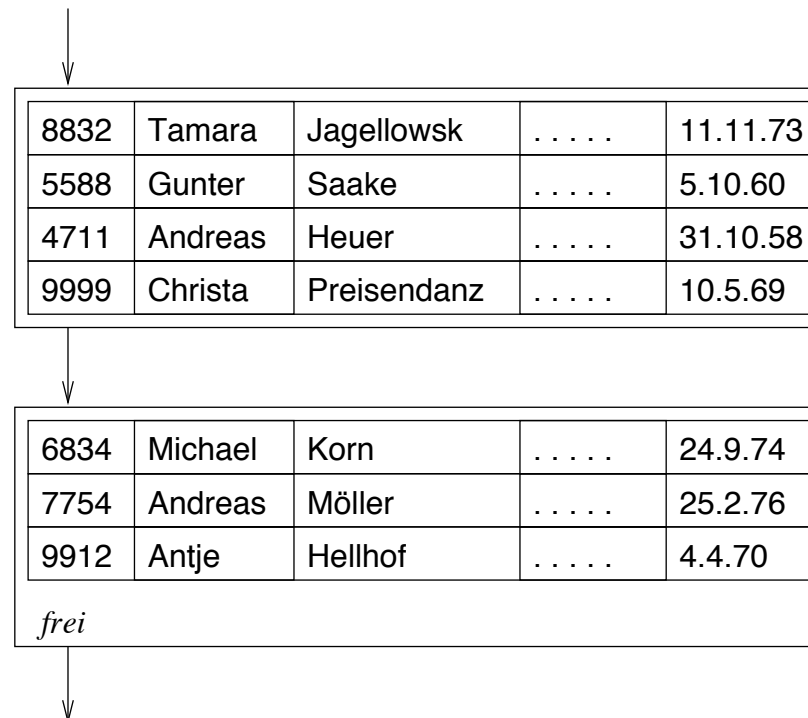 8832 Tamara Jagellowsk ..... 11.11.73
5588 Gunter Saake ..... 5.10.60
4711 Andreas Heuer ..... 31.10.58
9999 Christa Preisendanz ..... 10.5.69
6834 Michael Korn ..... 24.9.74
7754 Andreas Möller ..... 25.2.76
9912 Antje Hellhof ..... 4.4.70
frei